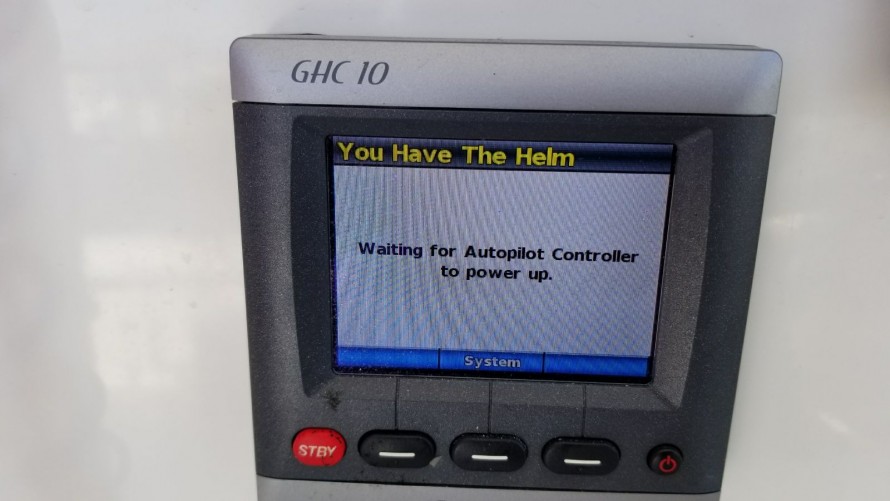 GHC 10
You Have The Helm
Waiting for Autopilot Controller
to power up.
System
STBY